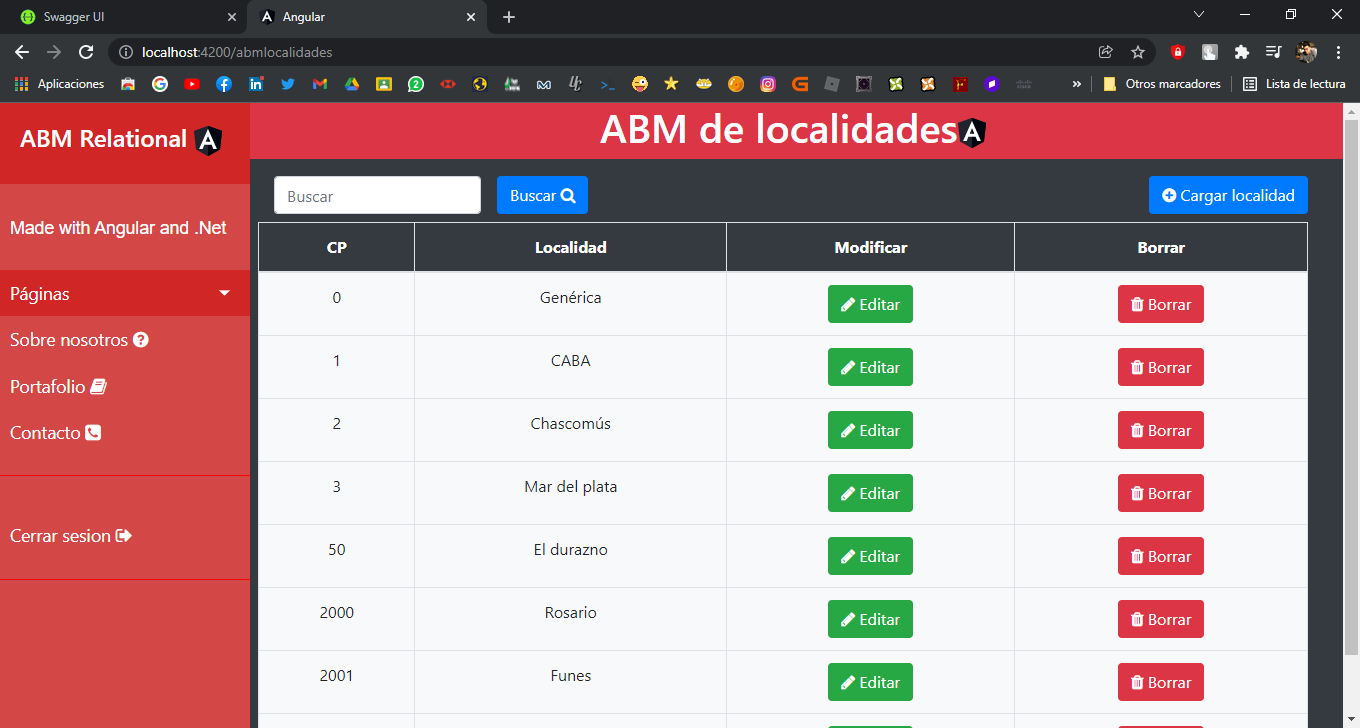 Swagger UI
Angular
localhost:4200/abmlocalidades
Aplicaciones
Otros marcadores
Lista de lectura
ABM Relational
Made with Angular and .Net
Páginas
Sobre nosotros
Portafolio
Contacto
Cerrar sesion
ABM de localidades
Buscar Buscar Cargar localidad
CP Localidad Modificar Borrar
0 Genérica Editar Borrar
1 CABA Editar Borrar
2 Chascomús Editar Borrar
3 Mar del plata Editar Borrar
50 El durazno Editar Borrar
2000 Rosario Editar Borrar
2001 Funes Editar Borrar